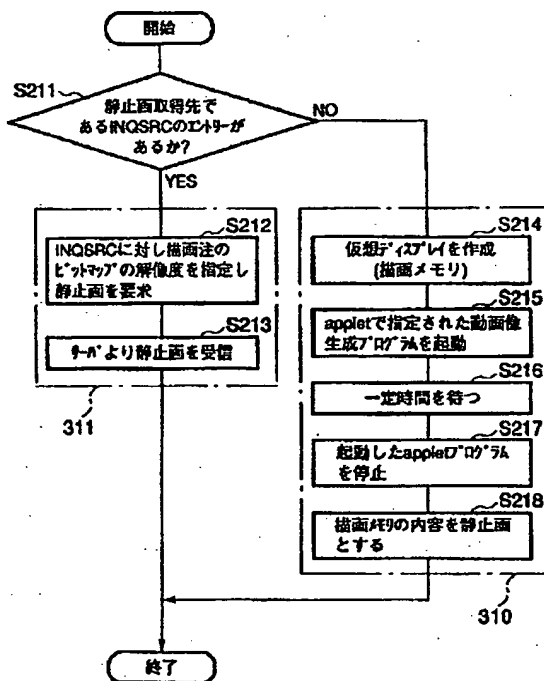 開始
S211
静止画取得先で
あるINQSRCのエントリーが
あるか?
NO
YES
S212
INQSRCに対し描画注の
ビットマップの解像度を指定し
静止画を要求
S213
サーバより静止画を受信
311
S214
仮想ディスプレイを作成
(描画メモリ)
S215
appletで指定された動画像
生成プログラムを起動
S216
一定時間を待つ
S217
起動したappletプログラム
を停止
S218
描画メモリの内容を静止画
とする
310
終了